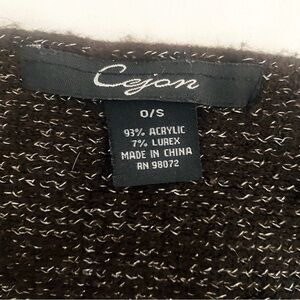 Cejon
O/S
93% ACRYLIC
7% LUREX
MADE IN CHINA
RN 98072